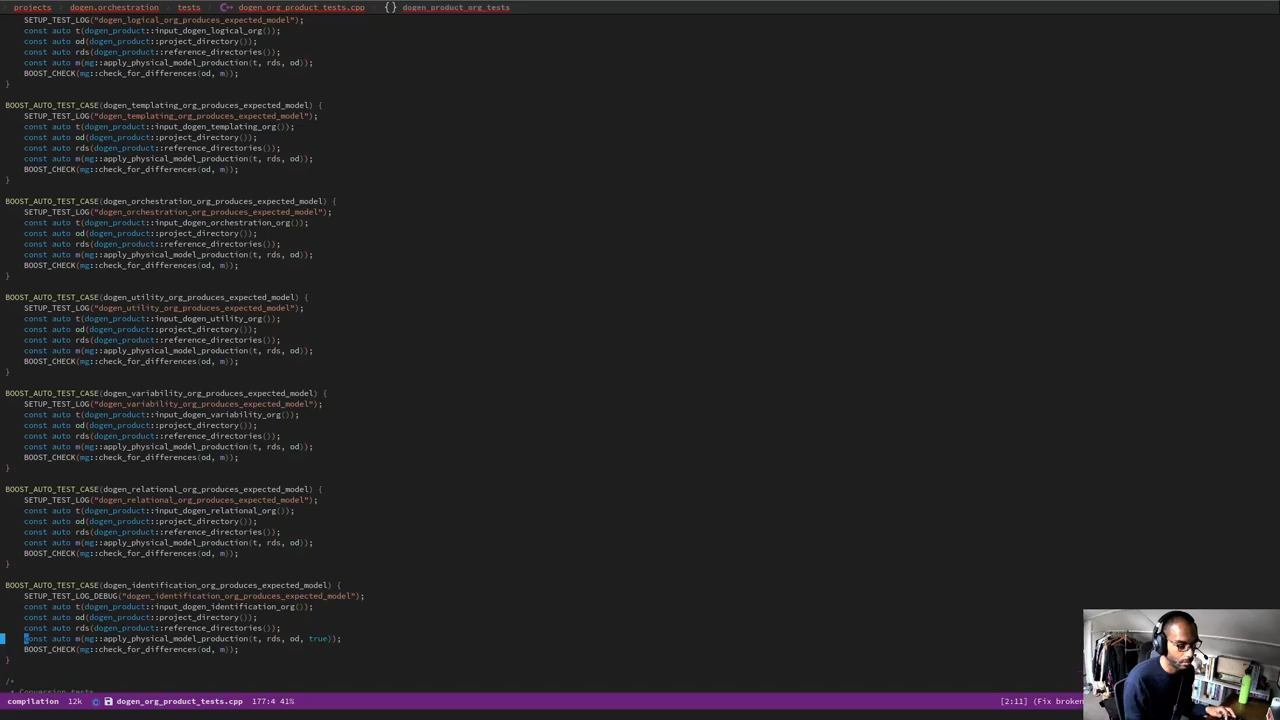 projects dogen.orchestration tests dogen_org_product_tests.cpp {} dogen_product_org_tests
SETUP_TEST_LOG("dogen_logical_org_produces_expected_model");
const auto t(dogen_product::input_dogen_logical_org());
const auto od(dogen_product::project_directory());
const auto rds(dogen_product::reference_directories());
const auto m(mg::apply_physical_model_production(t, rds, od));
BOOST_CHECK(mg::check_for_differences(od, m));
}
BOOST_AUTO_TEST_CASE(dogen_templating_org_produces_expected_model) {
SETUP_TEST_LOG("dogen_templating_org_produces_expected_model");
const auto t(dogen_product::input_dogen_templating_org());
const auto od(dogen_product::project_directory());
const auto rds(dogen_product::reference_directories());
const auto m(mg::apply_physical_model_production(t, rds, od));
BOOST_CHECK(mg::check_for_differences(od, m));
}
BOOST_AUTO_TEST_CASE(dogen_orchestration_org_produces_expected_model) {
SETUP_TEST_LOG("dogen_orchestration_org_produces_expected_model");
const auto t(dogen_product::input_dogen_orchestration_org());
const auto od(dogen_product::project_directory());
const auto rds(dogen_product::reference_directories());
const auto m(mg::apply_physical_model_production(t, rds, od));
BOOST_CHECK(mg::check_for_differences(od, m));
}
BOOST_AUTO_TEST_CASE(dogen_utility_org_produces_expected_model) {
SETUP_TEST_LOG("dogen_utility_org_produces_expected_model");
const auto t(dogen_product::input_dogen_utility_org());
const auto od(dogen_product::project_directory());
const auto rds(dogen_product::reference_directories());
const auto m(mg::apply_physical_model_production(t, rds, od));
BOOST_CHECK(mg::check_for_differences(od, m));
}
BOOST_AUTO_TEST_CASE(dogen_variability_org_produces_expected_model) {
SETUP_TEST_LOG("dogen_variability_org_produces_expected_model");
const auto t(dogen_product::input_dogen_variability_org());
const auto od(dogen_product::project_directory());
const auto rds(dogen_product::reference_directories());
const auto m(mg::apply_physical_model_production(t, rds, od));
BOOST_CHECK(mg::check_for_differences(od, m));
}
BOOST_AUTO_TEST_CASE(dogen_relational_org_produces_expected_model) {
SETUP_TEST_LOG("dogen_relational_org_produces_expected_model");
const auto t(dogen_product::input_dogen_relational_org());
const auto od(dogen_product::project_directory());
const auto rds(dogen_product::reference_directories());
const auto m(mg::apply_physical_model_production(t, rds, od));
BOOST_CHECK(mg::check_for_differences(od, m));
}
BOOST_AUTO_TEST_CASE(dogen_identification_org_produces_expected_model) {
SETUP_TEST_LOG_DEBUG("dogen_identification_org_produces_expected_model");
const auto t(dogen_product::input_dogen_identification_org());
const auto od(dogen_product::project_directory());
const auto rds(dogen_product::reference_directories());
const auto m(mg::apply_physical_model_production(t, rds, od, true));
BOOST_CHECK(mg::check_for_differences(od, m));
}
/*
* Conversion tests
compilation 12k dogen_org_product_tests.cpp 177:4 41% [2:11] (Fix broken